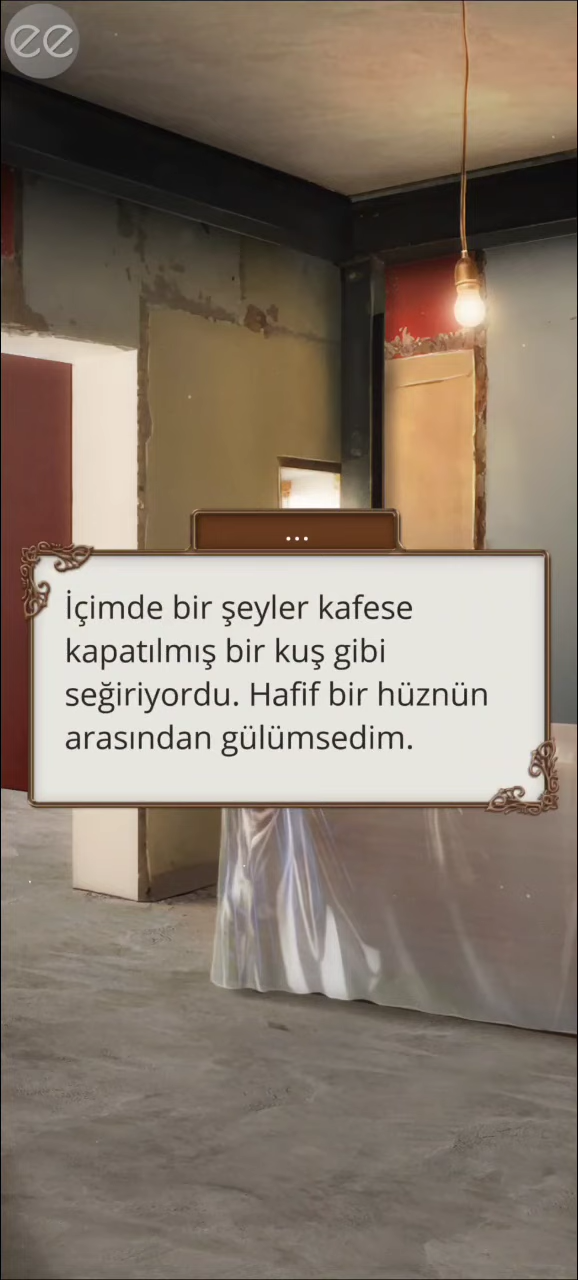 ee
...
İçimde bir şeyler kafese
kapatılmış bir kuş gibi
seğiriyordu. Hafif bir hüznün
arasından gülümsedim.